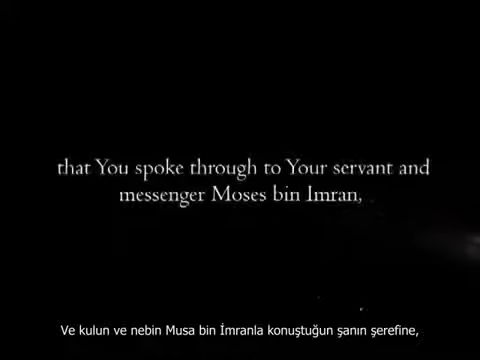 that You spoke through to Your servant and
messenger Moses bin Imran,
Ve kulun ve nebin Musa bin İmranla konuştuğun şanın şerefine,